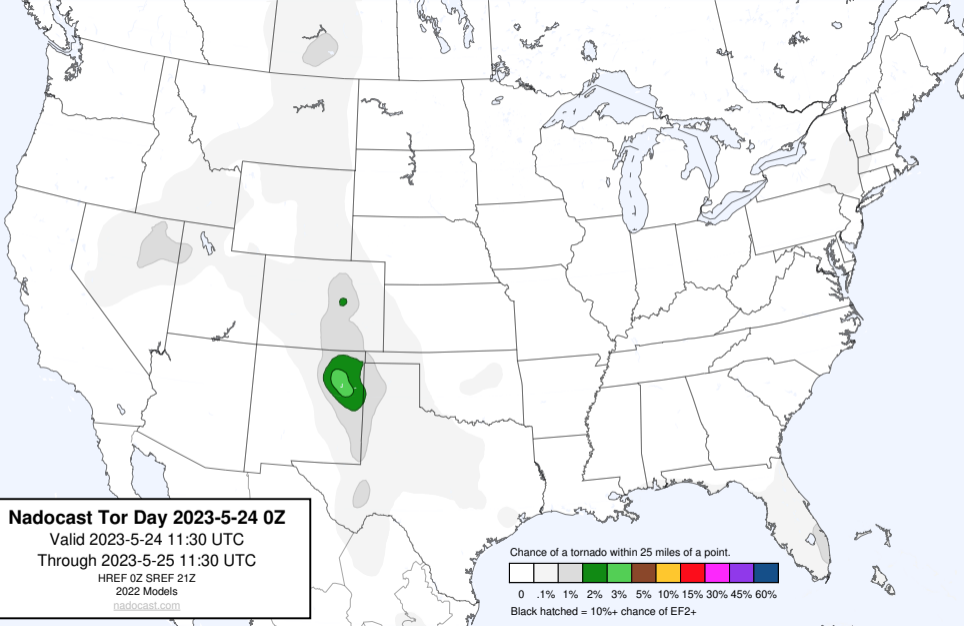 Nadocast Tor Day 2023-5-24 0Z
Valid 2023-5-24 11:30 UTC
Through 2023-5-25 11:30 UTC
HREF 0Z SREF 21Z
2022 Models
nadocast.com
Chance of a tornado within 25 miles of a point.
0 .1% 1% 2% 3% 5% 10% 15% 30% 45% 60%
Black hatched = 10%+ chance of EF2+